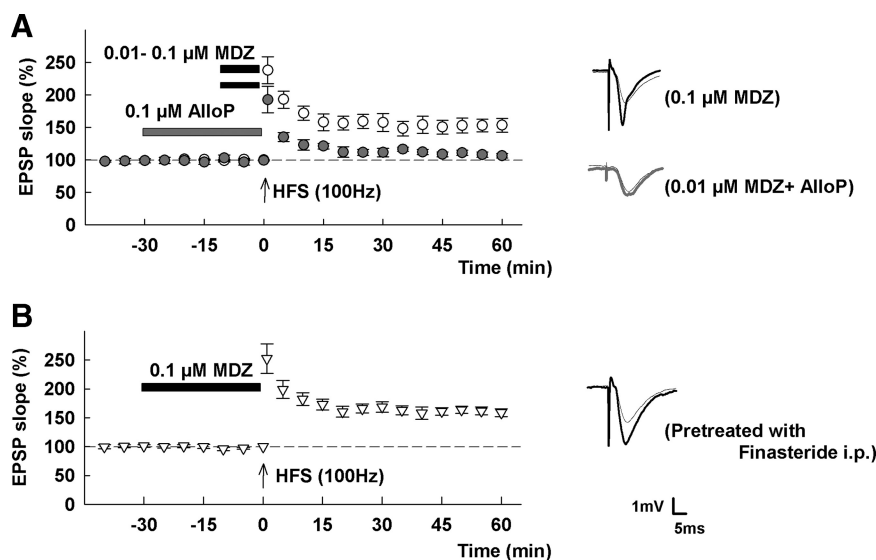 A
0.01- 0.1 µM MDZ
0.1 µM AlloP
EPSP slope (%)
250
200
150
100
50
0
HFS (100Hz)
-30 -15 0 15 30 45 60
Time (min)
(0.1 µM MDZ)
(0.01 µM MDZ+ AlloP)
B
0.1 µM MDZ
EPSP slope (%)
250
200
150
100
50
0
HFS (100Hz)
-30 -15 0 15 30 45 60
Time (min)
(Pretreated with
Finasteride i.p.)
1mV
5ms